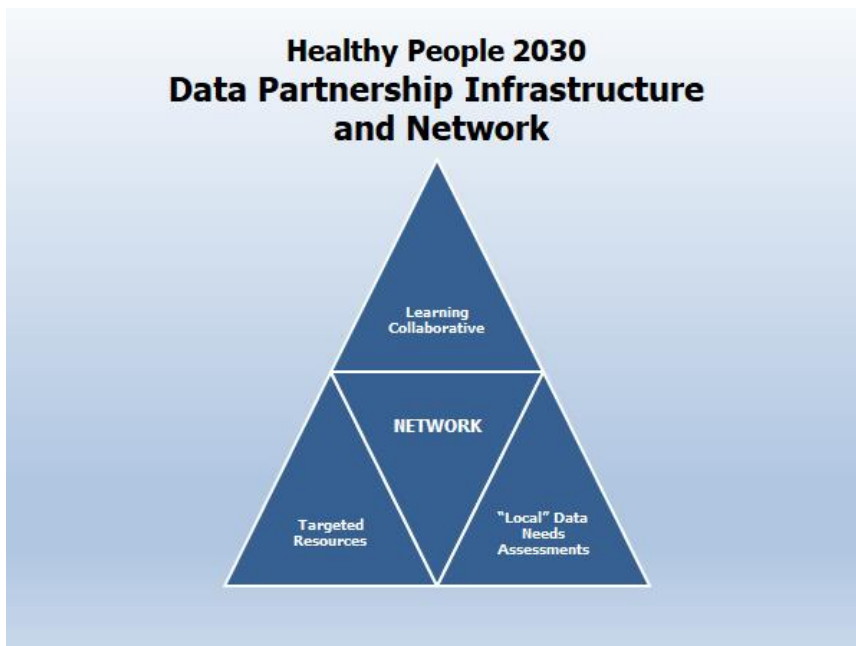 Healthy People 2030
Data Partnership Infrastructure
and Network
Learning
Collaborative
NETWORK
Targeted
Resources
“Local” Data
Needs
Assessments